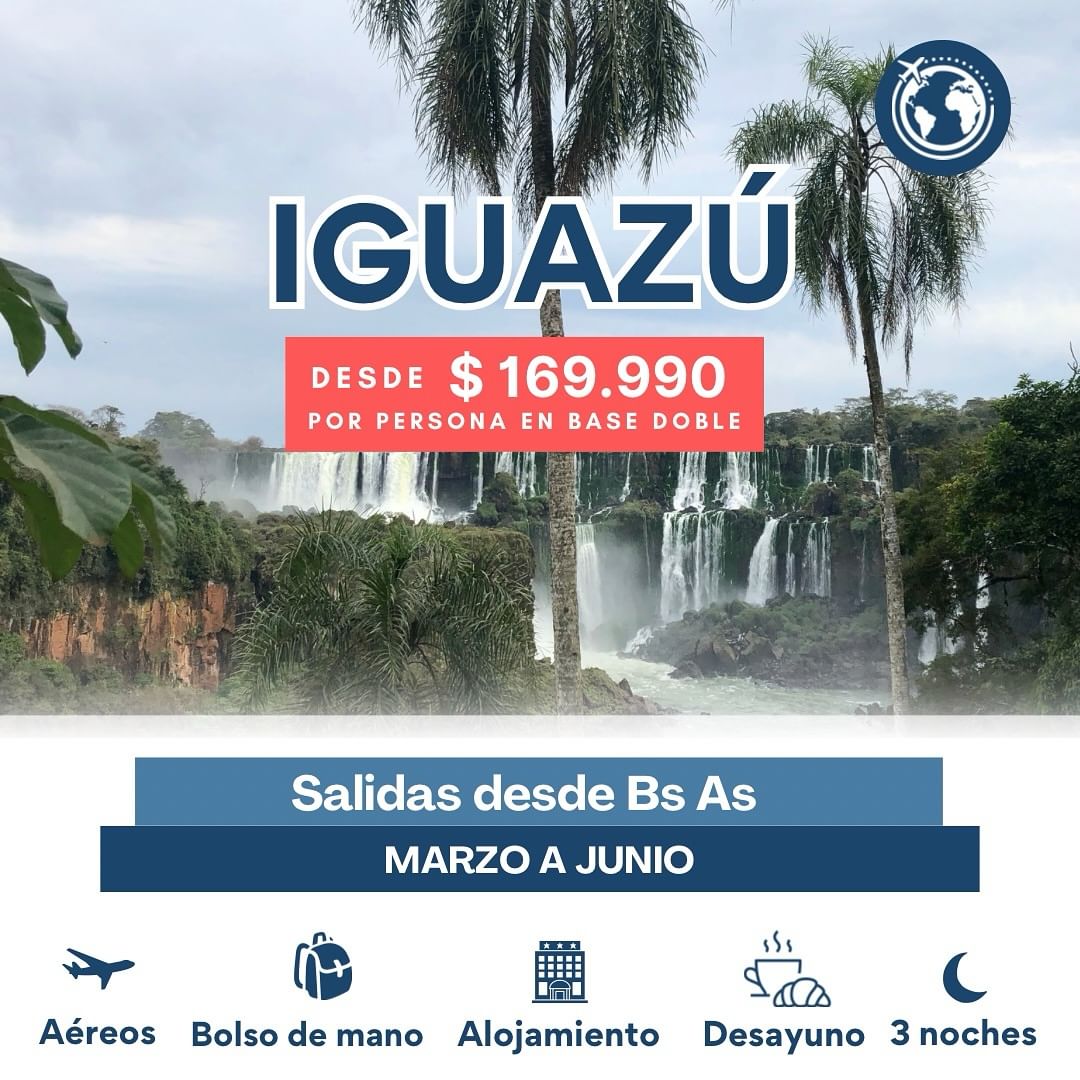 IGUAZÚ
DESDE $ 169.990
POR PERSONA EN BASE DOBLE
Salidas desde Bs As
MARZO A JUNIO
Aéreos
Bolso de mano
Alojamiento
Desayuno
3 noches